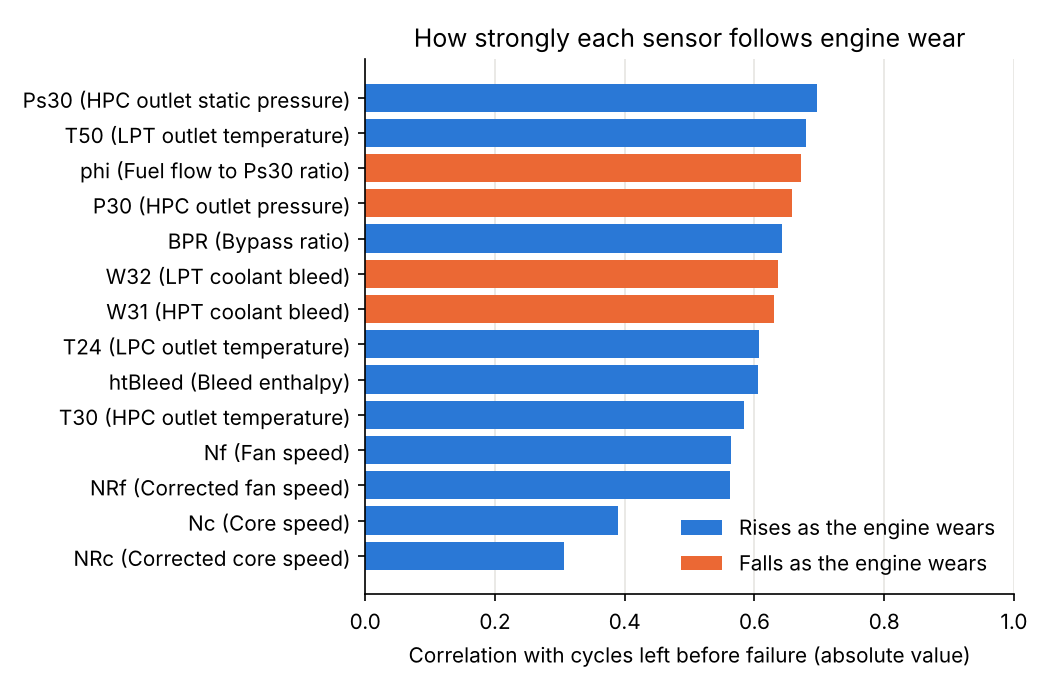 How strongly each sensor follows engine wear
Ps30 (HPC outlet static pressure)
T50 (LPT outlet temperature)
phi (Fuel flow to Ps30 ratio)
P30 (HPC outlet pressure)
BPR (Bypass ratio)
W32 (LPT coolant bleed)
W31 (HPT coolant bleed)
T24 (LPC outlet temperature)
htBleed (Bleed enthalpy)
T30 (HPC outlet temperature)
Nf (Fan speed)
NRf (Corrected fan speed)
Nc (Core speed)
NRc (Corrected core speed)
Rises as the engine wears
Falls as the engine wears
0.0 0.2 0.4 0.6 0.8 1.0
Correlation with cycles left before failure (absolute value)